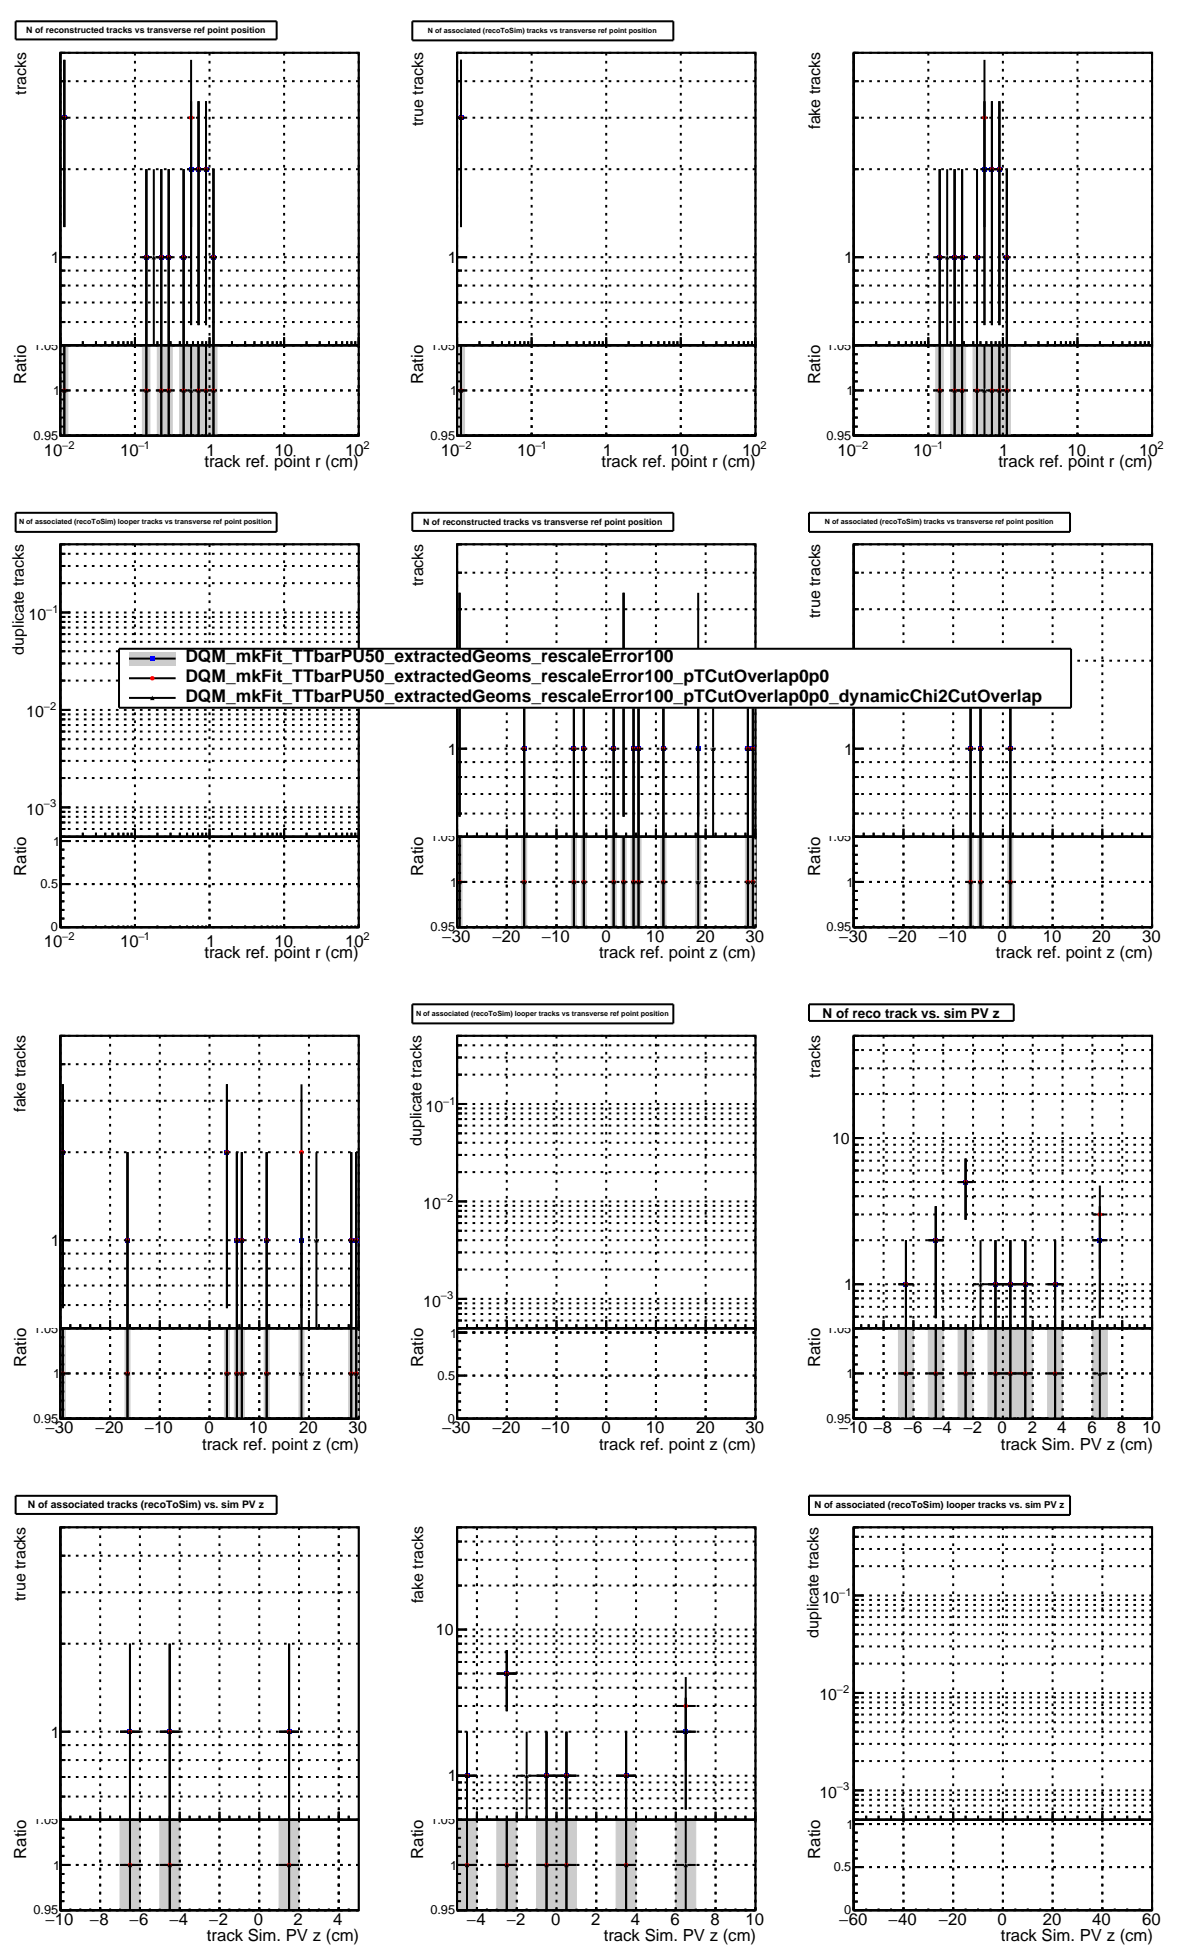 N of reconstructed tracks vs transverse ref point position
N of associated (recoToSim) tracks vs transverse ref point position
tracks
true tracks
fake tracks
1
1
1
Ratio
Ratio
Ratio
1.05
1.05
1.05
1
1
1
0.95
0.95
0.95
10⁻² 10⁻¹ 1 10 10²
10⁻² 10⁻¹ 1 10 10²
10⁻² 10⁻¹ 1 10 10²
track ref. point r (cm)
track ref. point r (cm)
track ref. point r (cm)
N of associated (recoToSim) looper tracks vs transverse ref point position
N of reconstructed tracks vs transverse ref point position
N of associated (recoToSim) tracks vs transverse ref point position
duplicate tracks
tracks
true tracks
10⁻¹
DQM_mkFit_TTbarPU50_extractedGeoms_rescaleError100
DQM_mkFit_TTbarPU50_extractedGeoms_rescaleError100_pTCutOverlap0p0
DQM_mkFit_TTbarPU50_extractedGeoms_rescaleError100_pTCutOverlap0p0_dynamicChi2CutOverlap
10⁻²
10⁻³
1
1
Ratio
Ratio
Ratio
1
0.5
0
1.05
1
0.95
1.05
1
0.95
10⁻² 10⁻¹ 1 10 10²
−30 −20 −10 0 10 20 30
−30 −20 −10 0 10 20 30
track ref. point r (cm)
track ref. point z (cm)
track ref. point z (cm)
N of associated (recoToSim) looper tracks vs transverse ref point position
N of reco track vs. sim PV z
fake tracks
duplicate tracks
tracks
1
10⁻¹
10⁻²
10⁻³
10
1
Ratio
Ratio
Ratio
1.05
1
0.95
1
0.5
0
1.05
1
0.95
−30 −20 −10 0 10 20 30
−30 −20 −10 0 10 20 30
−10 −8 −6 −4 −2 0 2 4 6 8 10
track ref. point z (cm)
track ref. point z (cm)
track Sim. PV z (cm)
N of associated tracks (recoToSim) vs. sim PV z
N of associated (recoToSim) looper tracks vs. sim PV z
true tracks
fake tracks
duplicate tracks
1
10
1
10⁻¹
10⁻²
10⁻³
Ratio
Ratio
Ratio
1.05
1
0.95
1.05
1
0.95
1
0.5
0
−10 −8 −6 −4 −2 0 2 4
−4 −2 0 2 4 6 8 10
−60 −40 −20 0 20 40 60
track Sim. PV z (cm)
track Sim. PV z (cm)
track Sim. PV z (cm)